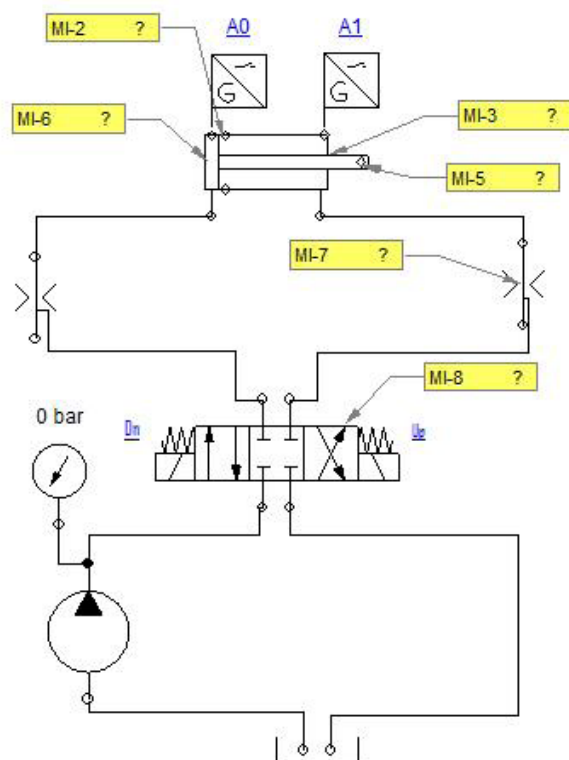 A0
A1
MI-2 ?
G
G
MI-6 ?
MI-3 ?
MI-5 ?
MI-7 ?
MI-8 ?
0 bar
Dn
Up